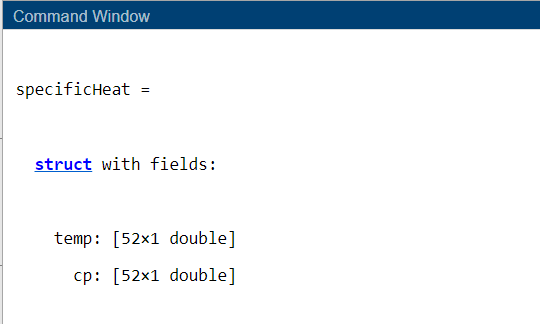 Command Window
specificHeat =
struct with fields:
temp: [52×1 double]
cp: [52×1 double]